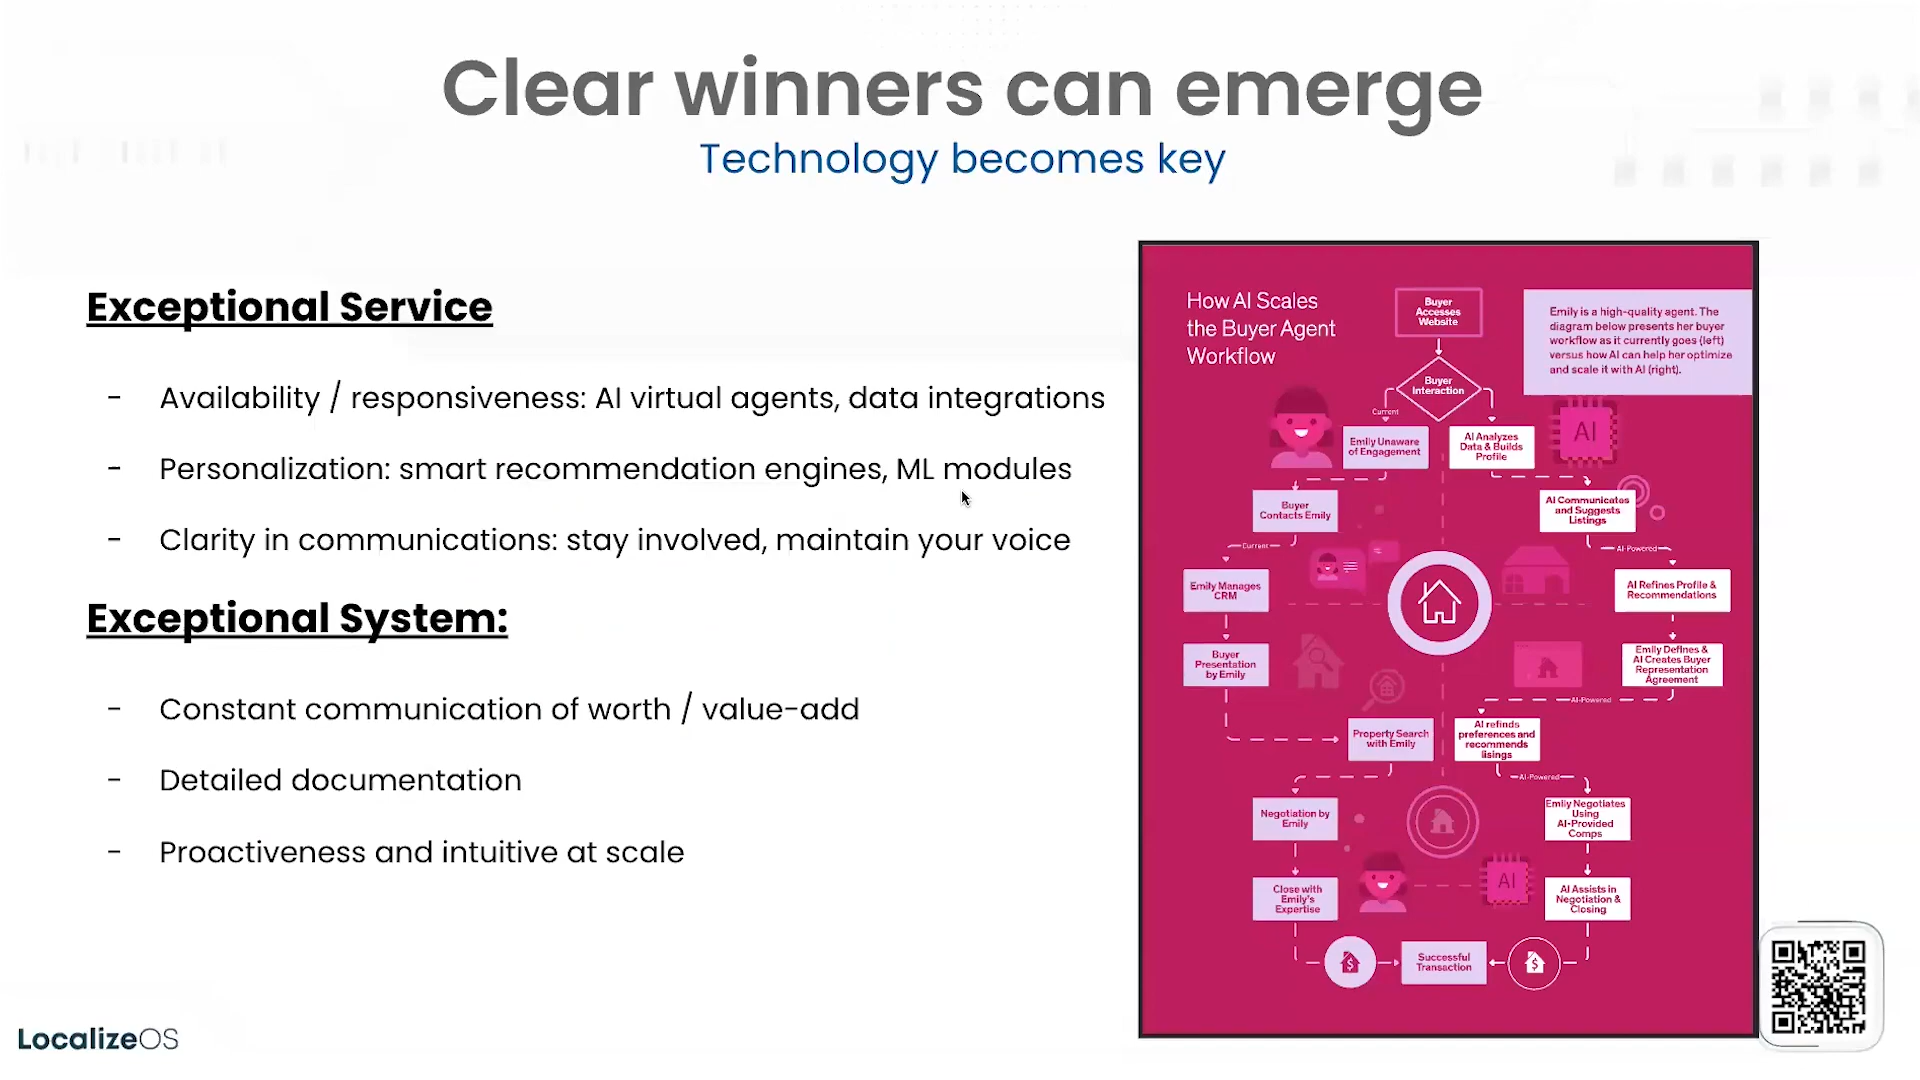 Clear winners can emerge
Technology becomes key
Exceptional Service
- Availability / responsiveness: AI virtual agents, data integrations
- Personalization: smart recommendation engines, ML modules
- Clarity in communications: stay involved, maintain your voice
Exceptional System:
- Constant communication of worth / value-add
- Detailed documentation
- Proactiveness and intuitive at scale
LocalizeOS
How AI Scales
the Buyer Agent
Workflow
Buyer
Accesses
Website
Emily is a high-quality agent. The
diagram below presents her buyer
workflow as it currently goes (left)
versus how AI can help her optimize
and scale it with AI (right).
Buyer
Interaction
Current
Emily Unaware
of Engagement
AI Analyzes
Data & Builds
Profile
AI
Buyer
Contacts Emily
AI Communicates
and Suggests
Listings
Current
AI-Powered
Emily Manages
CRM
AI Refines Profile &
Recommendations
Buyer
Presentation
by Emily
Emily Defines &
AI Creates Buyer
Representation
Agreement
AI-Powered
Property Search
with Emily
AI refinds
preferences and
recommends
lisings
AI-Powered
Negotiation by
Emily
Emily Negotiates
Using
AI-Provided
Comps
Close with
Emily's
Expertise
AI
AI Assists in
Negotiation &
Closing
$
Successful
Transaction
$